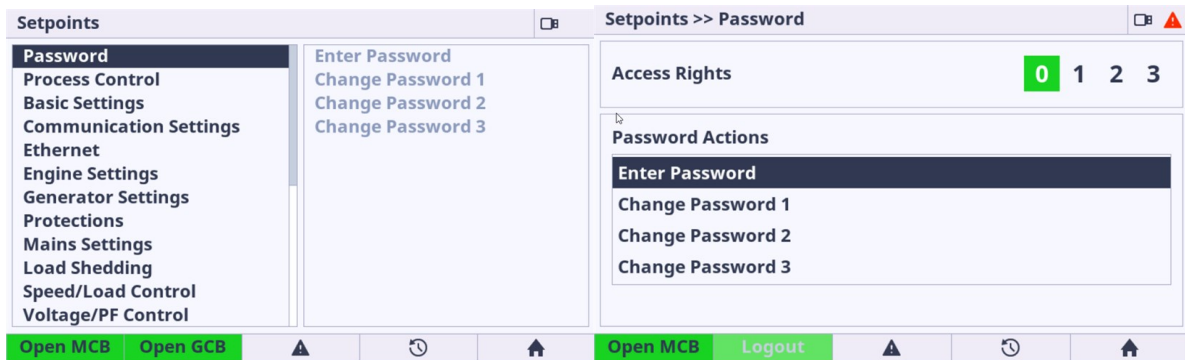 Setpoints
Password
Process Control
Basic Settings
Communication Settings
Ethernet
Engine Settings
Generator Settings
Protections
Mains Settings
Load Shedding
Speed/Load Control
Voltage/PF Control
Enter Password
Change Password 1
Change Password 2
Change Password 3
Open MCB Open GCB
Setpoints >> Password
Access Rights 0 1 2 3
Password Actions
Enter Password
Change Password 1
Change Password 2
Change Password 3
Open MCB Logout